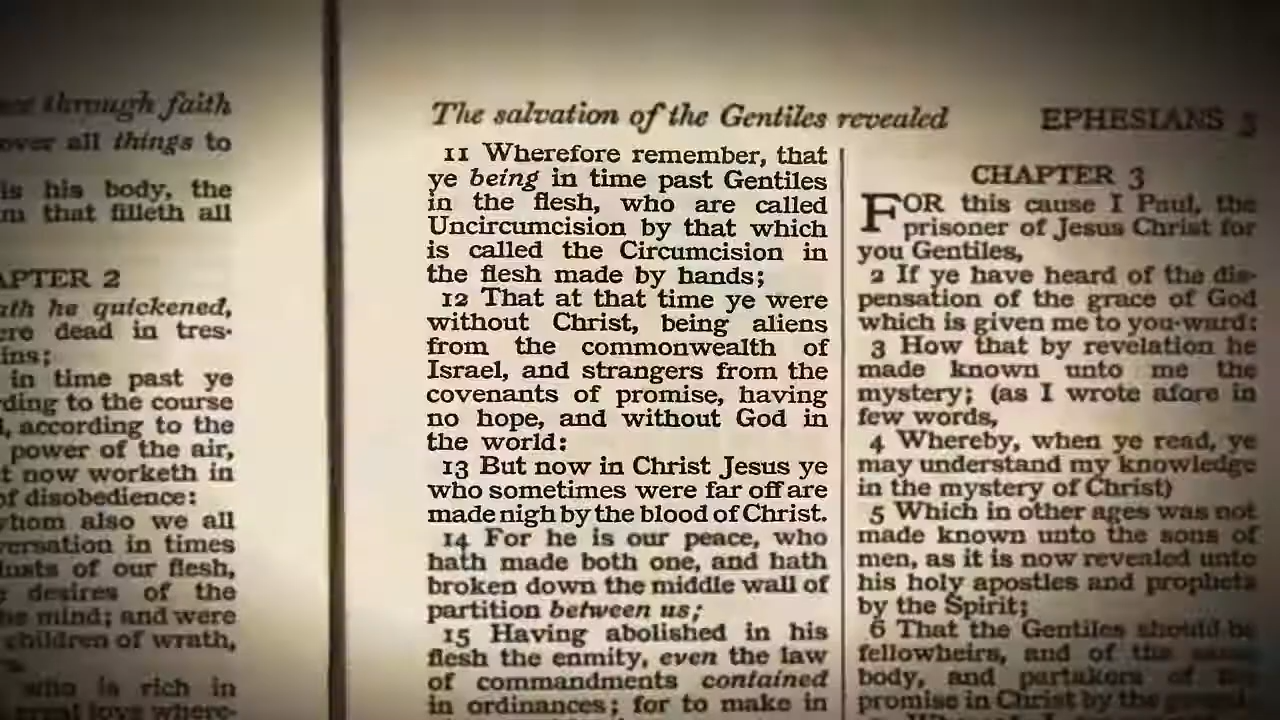 through faith
over all things to
is his body, the
that filleth all
CHAPTER 2
hath he quickened,
dead in tres-
in time past ye
to the course
according to the
power of the air,
now worketh in
of disobedience:
whom also we all
in times
lusts of our flesh,
desires of the
mind; and were
children of wrath,
who is rich in
great love where-
The salvation of the Gentiles revealed
EPHESIANS 3
11 Wherefore remember, that
ye being in time past Gentiles
in the flesh, who are called
Uncircumcision by that which
is called the Circumcision in
the flesh made by hands;
12 That at that time ye were
without Christ, being aliens
from the commonwealth of
Israel, and strangers from the
covenants of promise, having
no hope, and without God in
the world:
13 But now in Christ Jesus ye
who sometimes were far off are
made nigh by the blood of Christ.
14 For he is our peace, who
hath made both one, and hath
broken down the middle wall of
partition between us;
15 Having abolished in his
flesh the enmity, even the law
of commandments contained
in ordinances; for to make in
CHAPTER 3
FOR this cause I Paul, the
prisoner of Jesus Christ for
you Gentiles,
2 If ye have heard of the dis-
pensation of the grace of God
which is given me to you-ward:
3 How that by revelation he
made known unto me the
mystery; (as I wrote afore in
few words,
4 Whereby, when ye read, ye
may understand my knowledge
in the mystery of Christ)
5 Which in other ages was not
made known unto the sons of
men, as it is now revealed unto
his holy apostles and prophets
by the Spirit;
6 That the Gentiles should be
fellowheirs, and of the same
body, and partakers of his
promise in Christ by the gospel: